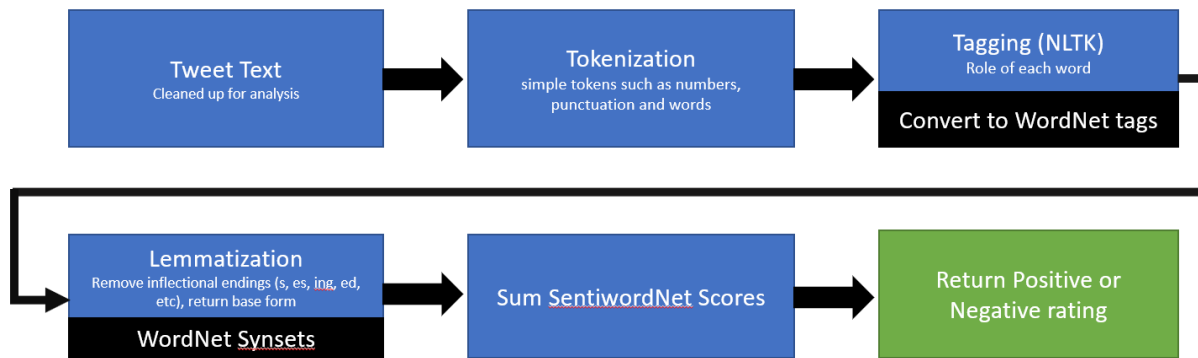 Tweet Text
Cleaned up for analysis
Tokenization
simple tokens such as numbers,
punctuation and words
Tagging (NLTK)
Role of each word
Convert to WordNet tags
Lemmatization
Remove inflectional endings (s, es, ing, ed,
etc), return base form
WordNet Synsets
Sum SentiwordNet Scores
Return Positive or
Negative rating